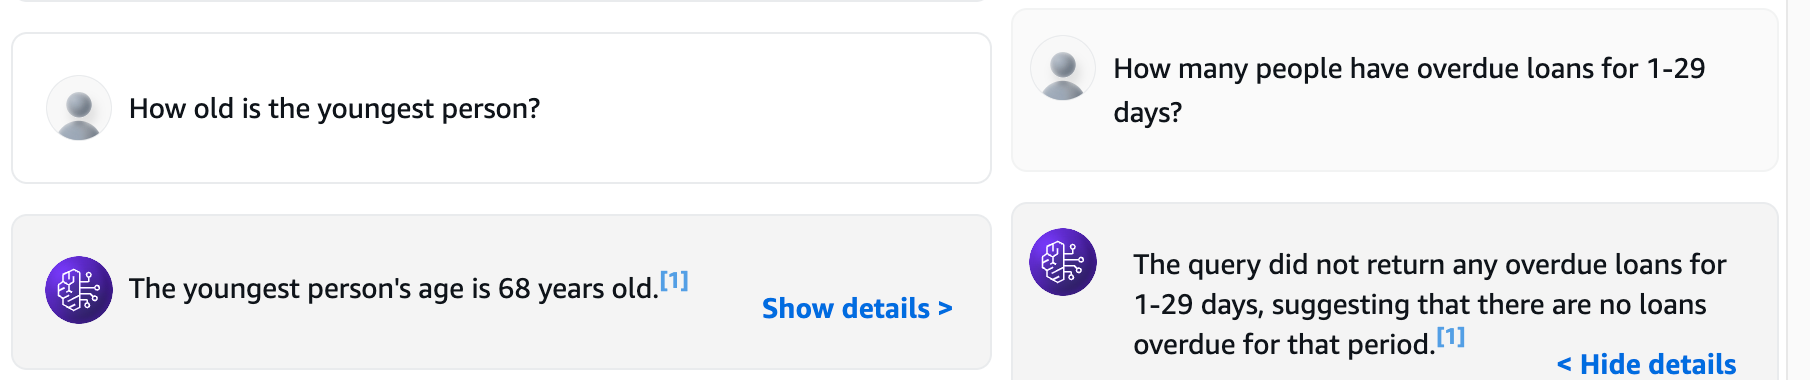 How old is the youngest person?
The youngest person's age is 68 years old.[1]
Show details >
How many people have overdue loans for 1-29
days?
The query did not return any overdue loans for
1-29 days, suggesting that there are no loans
overdue for that period.[1]
< Hide details